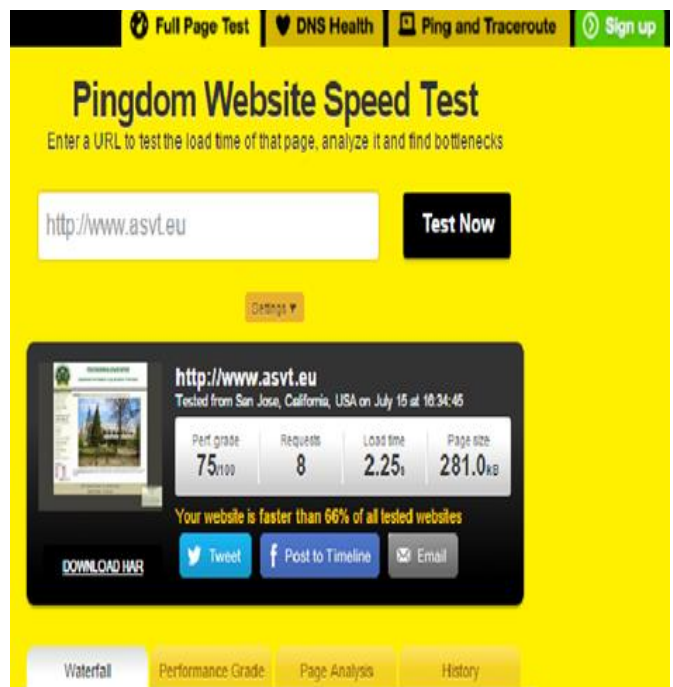 Full Page Test DNS Health Ping and Traceroute Sign up
Pingdom Website Speed Test
Enter a URL to test the load time of that page, analyze it and find bottlenecks
http://www.asvt.eu Test Now
Settings ▼
http://www.asvt.eu
Tested from San Jose, California, USA on July 15 at 16:34:45
Perf grade Requests Load time Page size
75/100 8 2.25s 281.0kB
Your website is faster than 66% of all tested websites
DOWNLOAD HAR Tweet Post to Timeline Email
Waterfall Performance Grade Page Analysis History